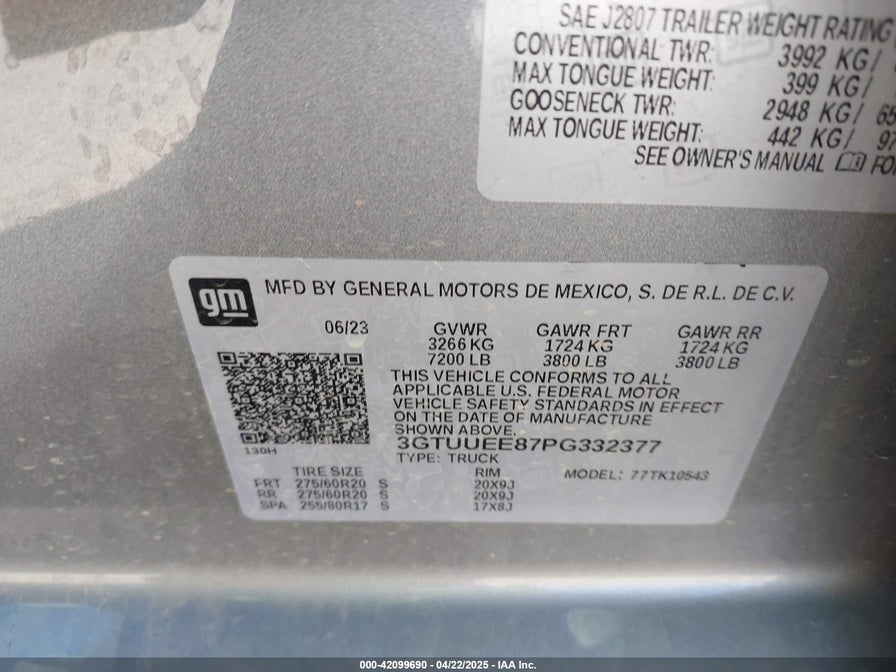 SAE J2807 TRAILER WEIGHT RATING
CONVENTIONAL TWR: 3992 KG/
MAX TONGUE WEIGHT: 399 KG/
GOOSENECK TWR: 2948 KG/ 65
MAX TONGUE WEIGHT: 442 KG/ 97
SEE OWNER'S MANUAL FO
gm MFD BY GENERAL MOTORS DE MEXICO, S. DE R.L. DE C.V.
06/23 GVWR GAWR FRT GAWR RR
3266 KG 1724 KG 1724 KG
7200 LB 3800 LB 3800 LB
THIS VEHICLE CONFORMS TO ALL
APPLICABLE U.S. FEDERAL MOTOR
VEHICLE SAFETY STANDARDS IN EFFECT
ON THE DATE OF MANUFACTURE
SHOWN ABOVE.
130H 3GTUUEE87PG332377
TYPE: TRUCK
TIRE SIZE RIM MODEL: 77TK10543
FRT 275/60R20 S 20X9J
RR 275/60R20 S 20X9J
SPA 255/80R17 S 17X8J
000-42099690 - 04/22/2025 - IAA Inc.